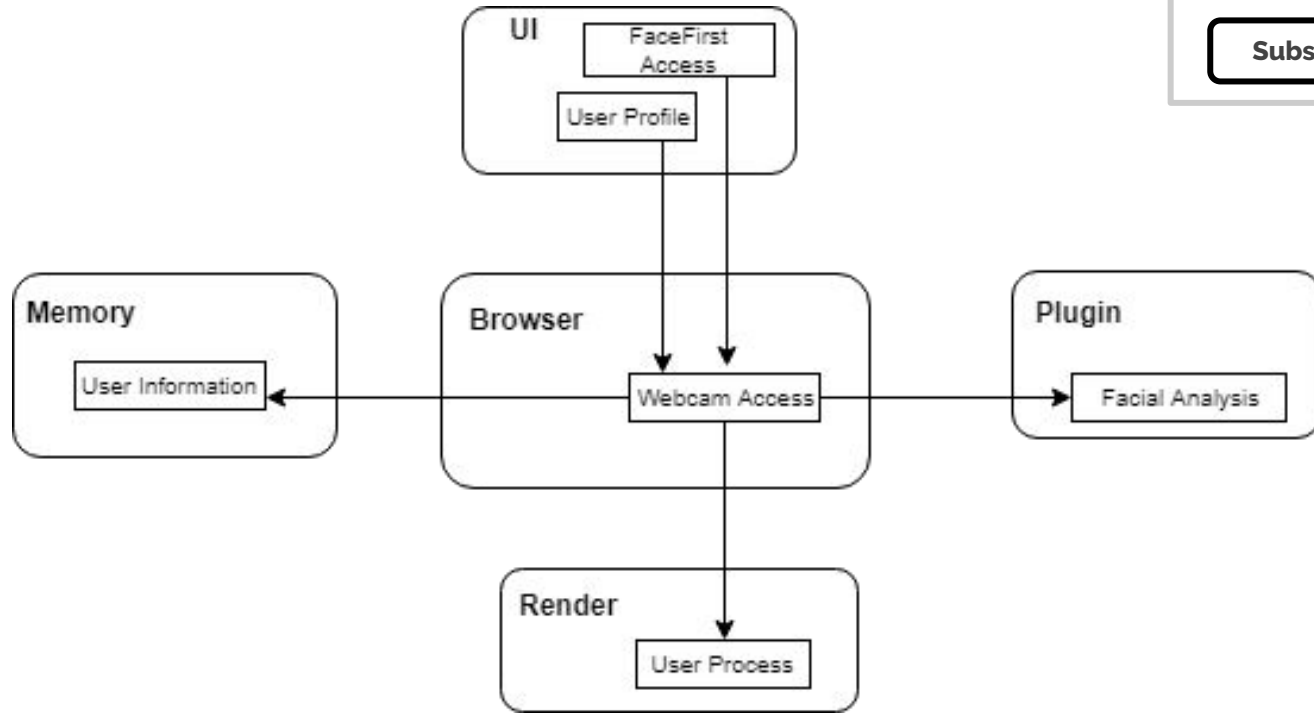 UI
FaceFirst
Access
User Profile
Subs
Memory
User Information
Browser
Webcam Access
Plugin
Facial Analysis
Render
User Process